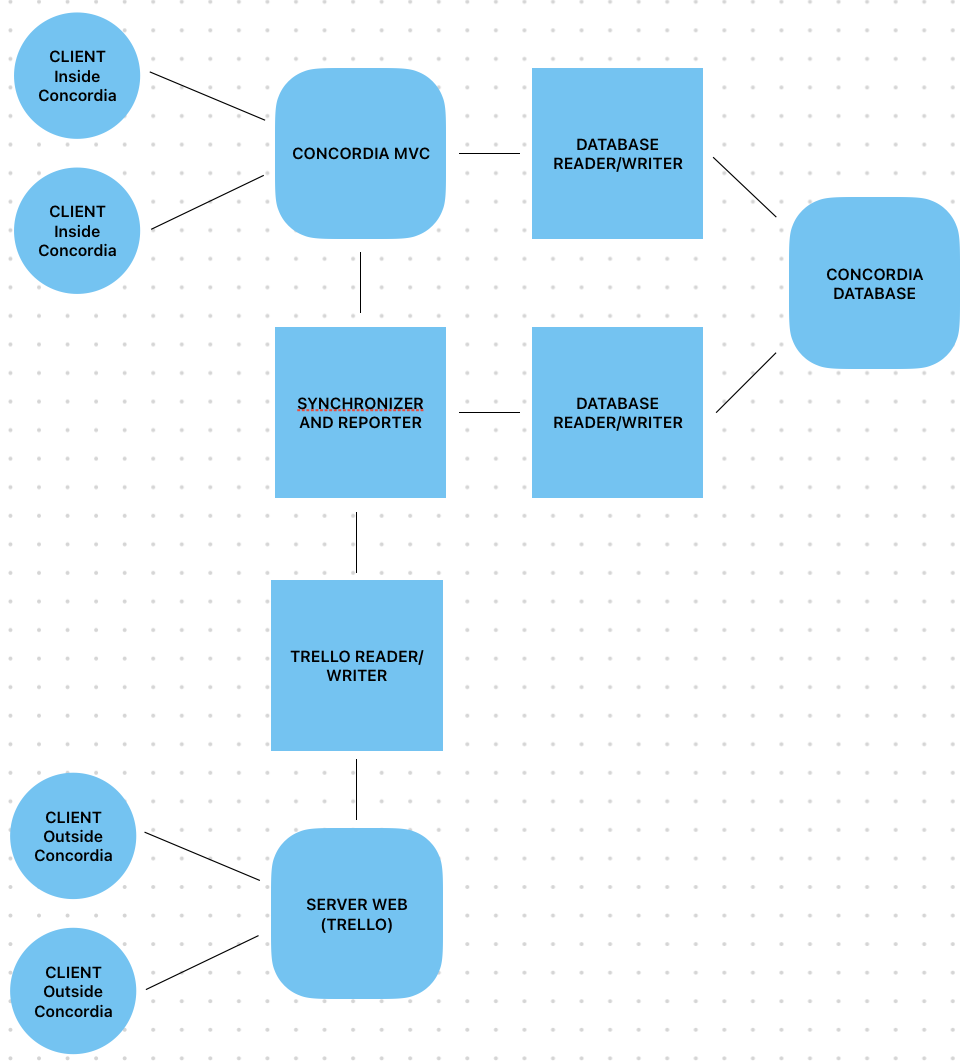 CLIENT
Inside
Concordia
CLIENT
Inside
Concordia
CONCORDIA MVC
DATABASE
READER/WRITER
CONCORDIA
DATABASE
SYNCHRONIZER
AND REPORTER
DATABASE
READER/WRITER
TRELLO READER/
WRITER
CLIENT
Outside
Concordia
CLIENT
Outside
Concordia
SERVER WEB
(TRELLO)